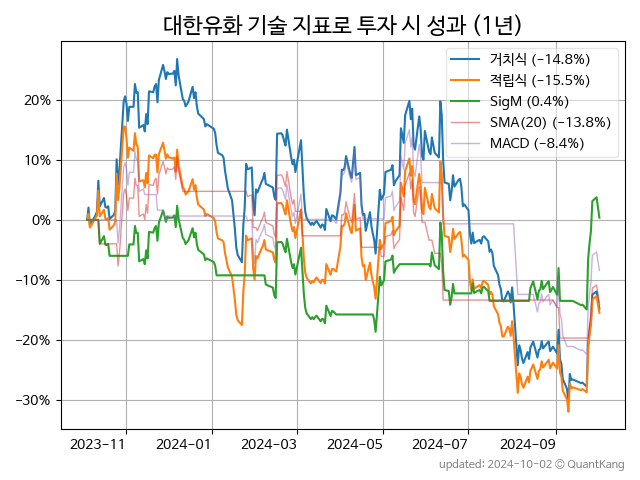 대한유화 기술 지표로 투자 시 성과 (1년)
거치식 (−14.8%)
적립식 (−15.5%)
SigM (0.4%)
SMA(20) (−13.8%)
MACD (−8.4%)
20%
10%
0%
−10%
−20%
−30%
2023-11
2024-01
2024-03
2024-05
2024-07
2024-09
updated: 2024-10-02 © QuantKang